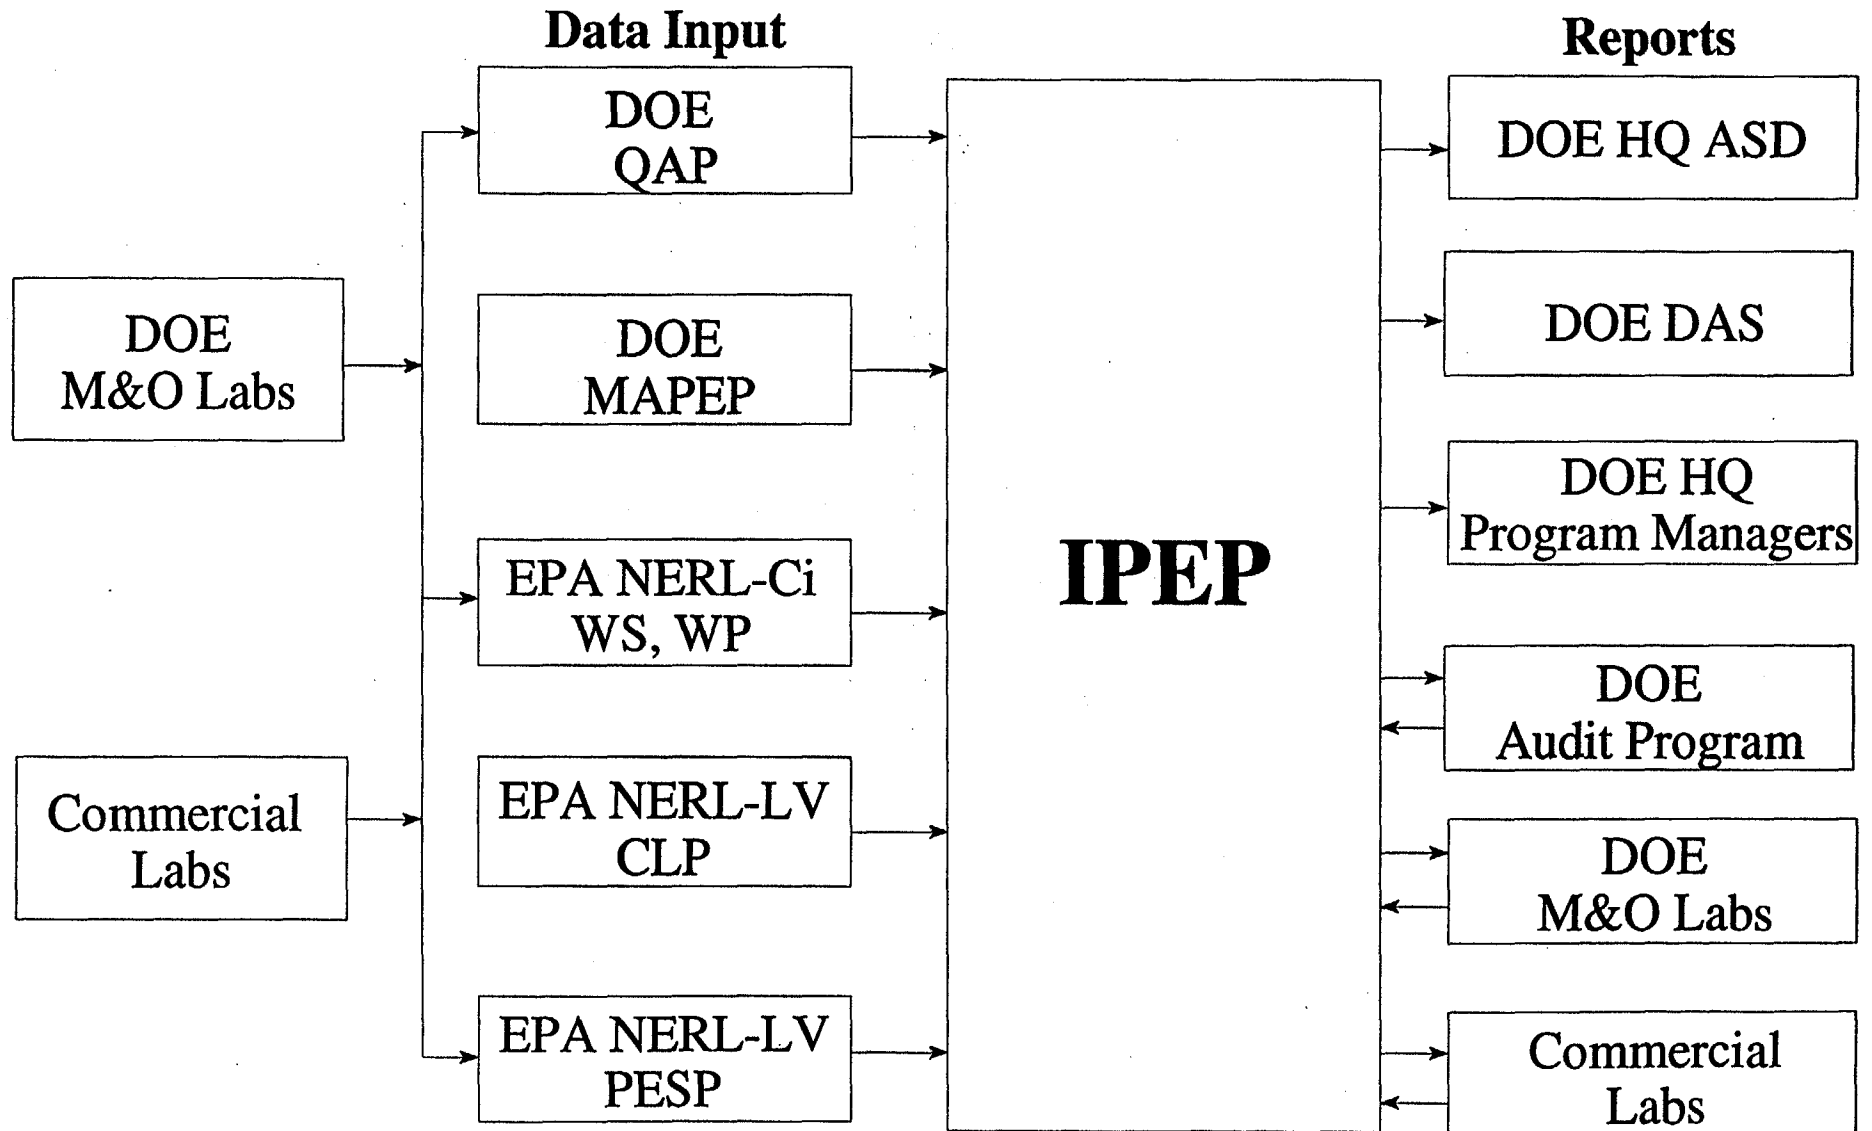 Data Input
Reports
DOE
QAP
DOE HQ ASD
DOE
M&O Labs
DOE
MAPEP
DOE DAS
DOE HQ
Program Managers
EPA NERL-Ci
WS, WP
IPEP
DOE
Audit Program
Commercial
Labs
EPA NERL-LV
CLP
DOE
M&O Labs
EPA NERL-LV
PESP
Commercial
Labs